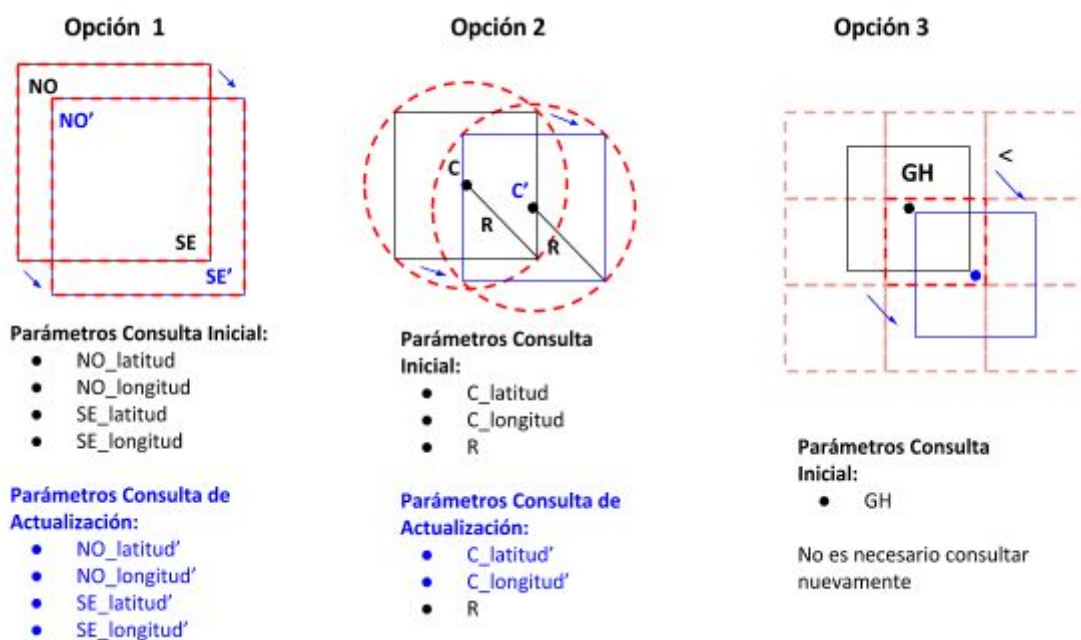 Opción 1
NO
NO'
SE
SE'
Parámetros Consulta Inicial:
● NO_latitud
● NO_longitud
● SE_latitud
● SE_longitud
Parámetros Consulta de
Actualización:
● NO_latitud'
● NO_longitud'
● SE_latitud'
● SE_longitud'
Opción 2
C
C'
R
R
Parámetros Consulta
Inicial:
● C_latitud
● C_longitud
● R
Parámetros Consulta de
Actualización:
● C_latitud'
● C_longitud'
● R
Opción 3
<
GH
Parámetros Consulta
Inicial:
● GH
No es necesario consultar
nuevamente